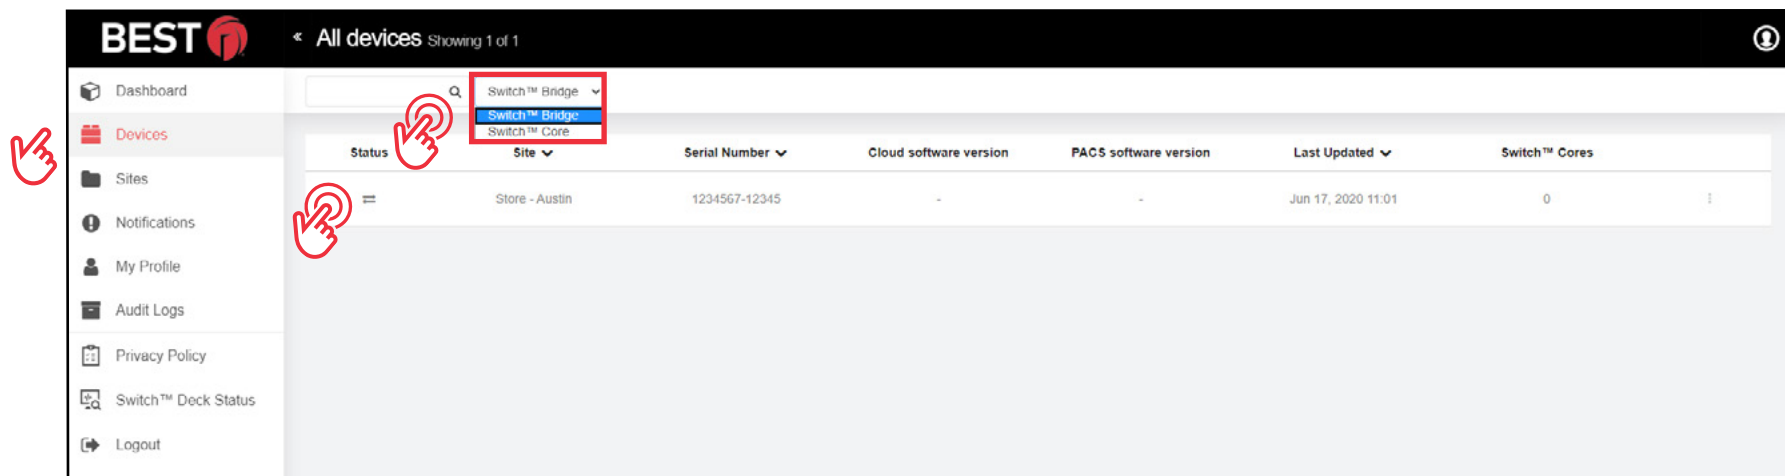 BEST
« All devices Showing 1 of 1
Dashboard
Switch™ Bridge
Switch™ Bridge
Switch™ Core
Devices
Status Site Serial Number Cloud software version PACS software version Last Updated Switch™ Cores
Sites
Store - Austin 1234567-12345 - - Jun 17, 2020 11:01 0
Notifications
My Profile
Audit Logs
Privacy Policy
Switch™ Deck Status
Logout